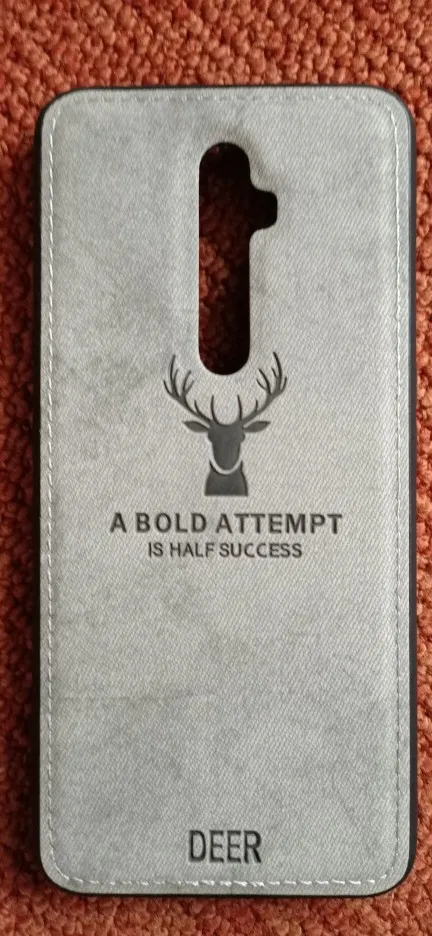 A BOLD ATTEMPT
IS HALF SUCCESS
DEER